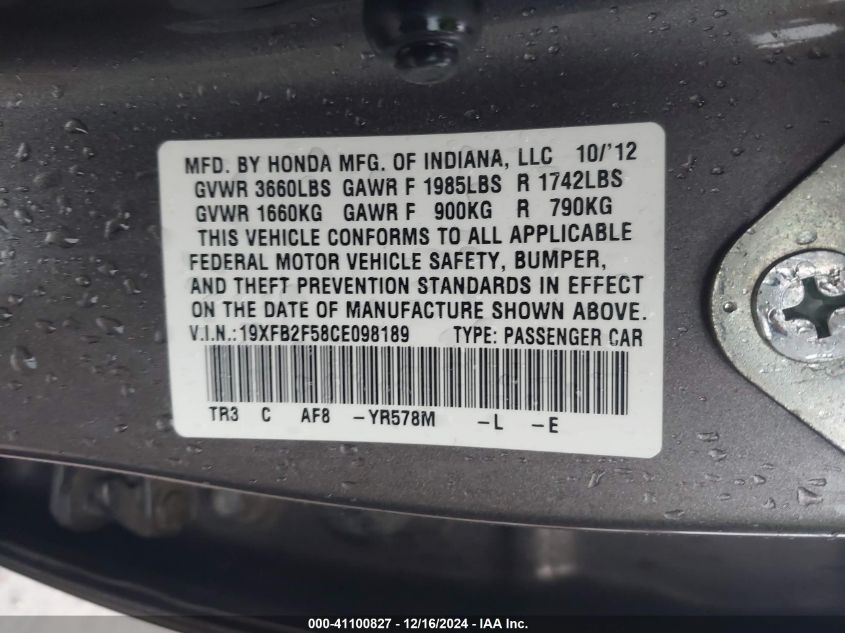 MFD. BY HONDA MFG. OF INDIANA, LLC 10/'12
GVWR 3660LBS GAWR F 1985LBS R 1742LBS
GVWR 1660KG GAWR F 900KG R 790KG
THIS VEHICLE CONFORMS TO ALL APPLICABLE
FEDERAL MOTOR VEHICLE SAFETY, BUMPER,
AND THEFT PREVENTION STANDARDS IN EFFECT
ON THE DATE OF MANUFACTURE SHOWN ABOVE.
V.I.N.:19XFB2F58CE098189 TYPE: PASSENGER CAR
TR3 C AF8 -YR578M -L -E
000-41100827 - 12/16/2024 - IAA Inc.